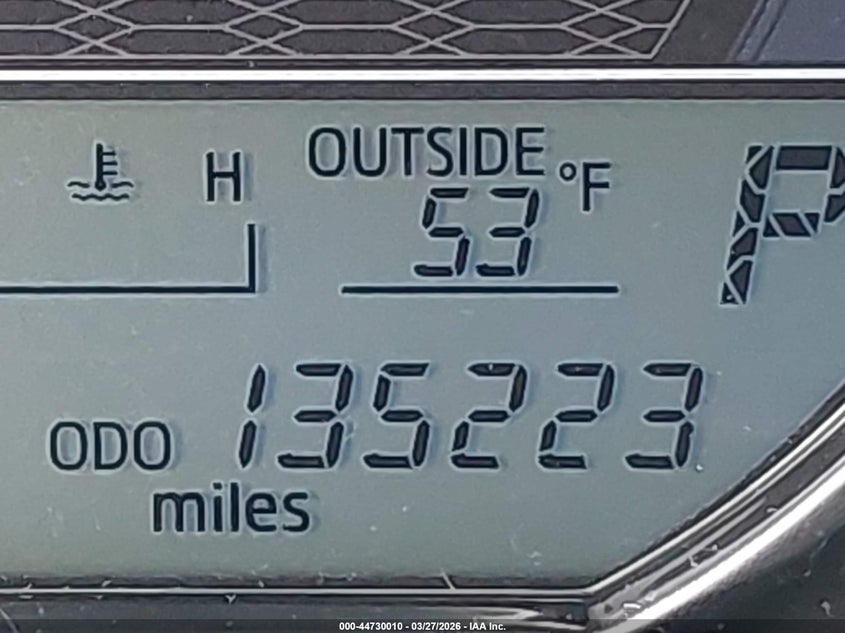 H OUTSIDE °F P
53
ODO 135223
miles
000-44730010 - 03/27/2026 - IAA Inc.